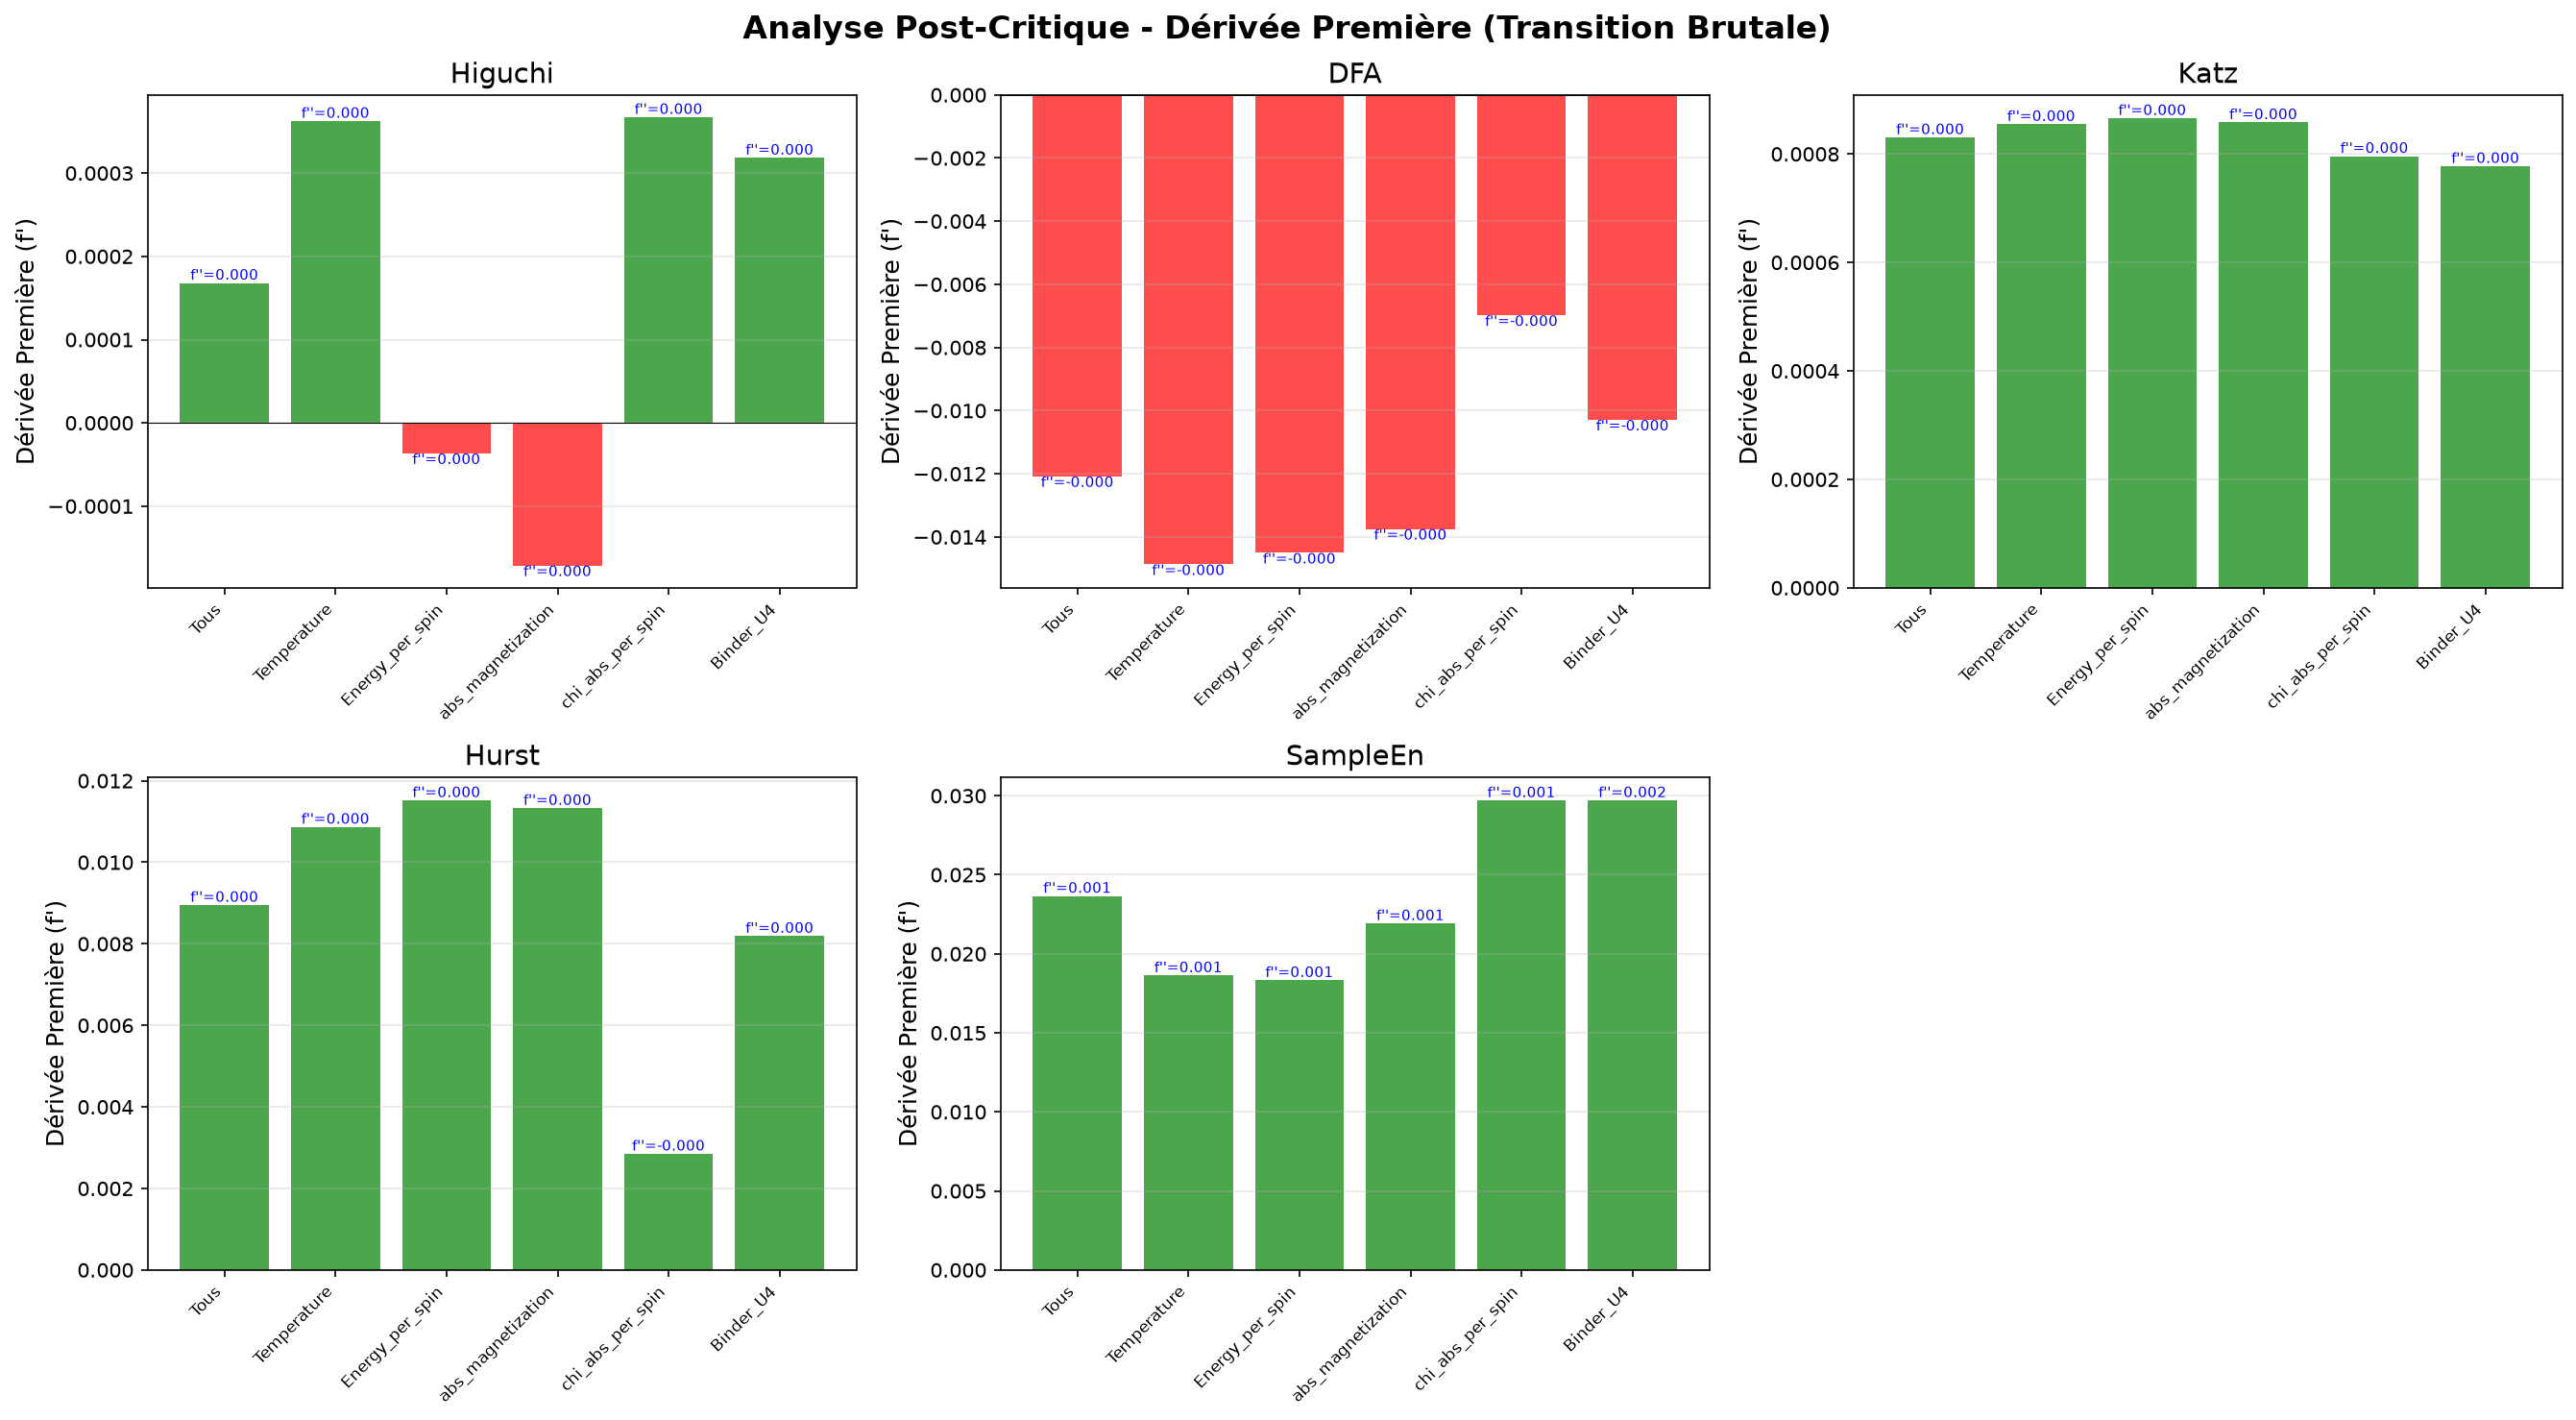 Analyse Post-Critique - Dérivée Première (Transition Brutale)
Higuchi
Dérivée Première (f')
0.0003
0.0002
0.0001
0.0000
−0.0001
f''=0.000
f''=0.000
f''=0.000
f''=0.000
f''=0.000
f''=0.000
Tous
Temperature
Energy_per_spin
abs_magnetization
chi_abs_per_spin
Binder_U4
DFA
Dérivée Première (f')
0.000
−0.002
−0.004
−0.006
−0.008
−0.010
−0.012
−0.014
f''=-0.000
f''=-0.000
f''=-0.000
f''=-0.000
f''=-0.000
f''=-0.000
Tous
Temperature
Energy_per_spin
abs_magnetization
chi_abs_per_spin
Binder_U4
Katz
Dérivée Première (f')
0.0008
0.0006
0.0004
0.0002
0.0000
f''=0.000
f''=0.000
f''=0.000
f''=0.000
f''=0.000
f''=0.000
Tous
Temperature
Energy_per_spin
abs_magnetization
chi_abs_per_spin
Binder_U4
Hurst
Dérivée Première (f')
0.012
0.010
0.008
0.006
0.004
0.002
0.000
f''=0.000
f''=0.000
f''=0.000
f''=0.000
f''=-0.000
f''=0.000
Tous
Temperature
Energy_per_spin
abs_magnetization
chi_abs_per_spin
Binder_U4
SampleEn
Dérivée Première (f')
0.030
0.025
0.020
0.015
0.010
0.005
0.000
f''=0.001
f''=0.001
f''=0.001
f''=0.001
f''=0.001
f''=0.002
Tous
Temperature
Energy_per_spin
abs_magnetization
chi_abs_per_spin
Binder_U4